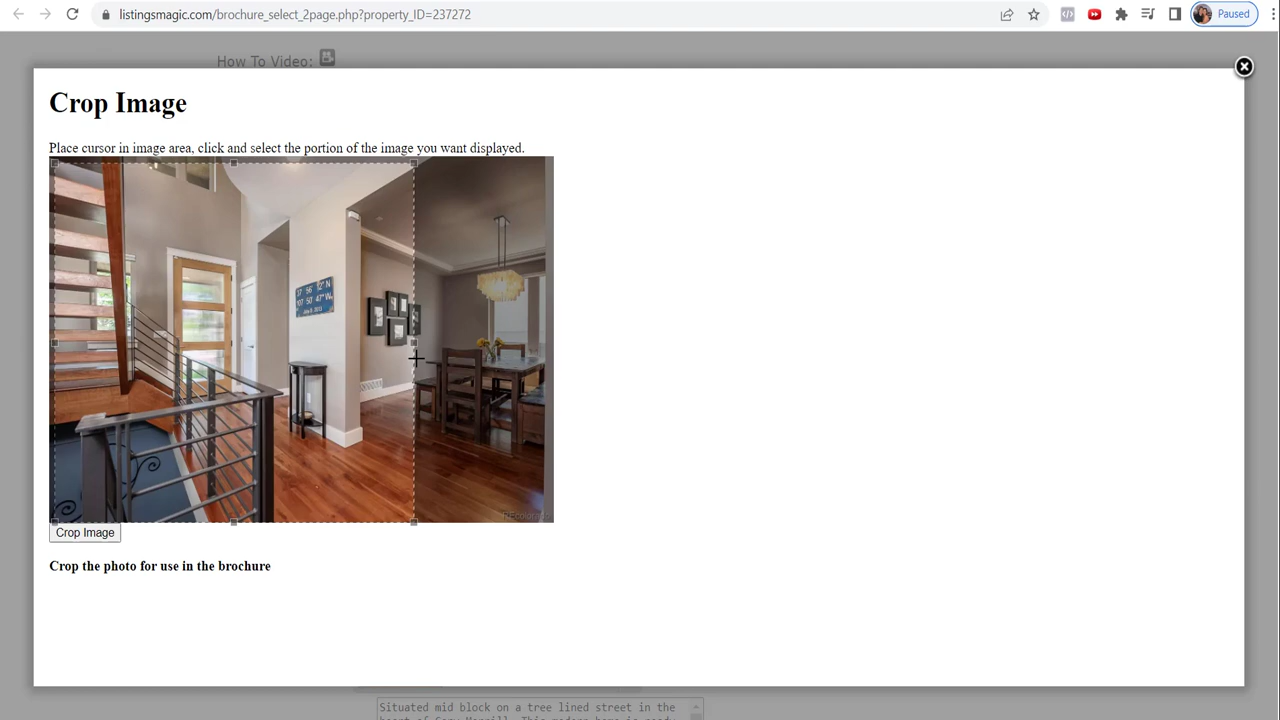 listingsmagic.com/brochure_select_2page.php?property_ID=237272
Paused
How To Video:
Crop Image
Place cursor in image area, click and select the portion of the image you want displayed.
Crop Image
Crop the photo for use in the brochure
Situated mid block on a tree lined street in the